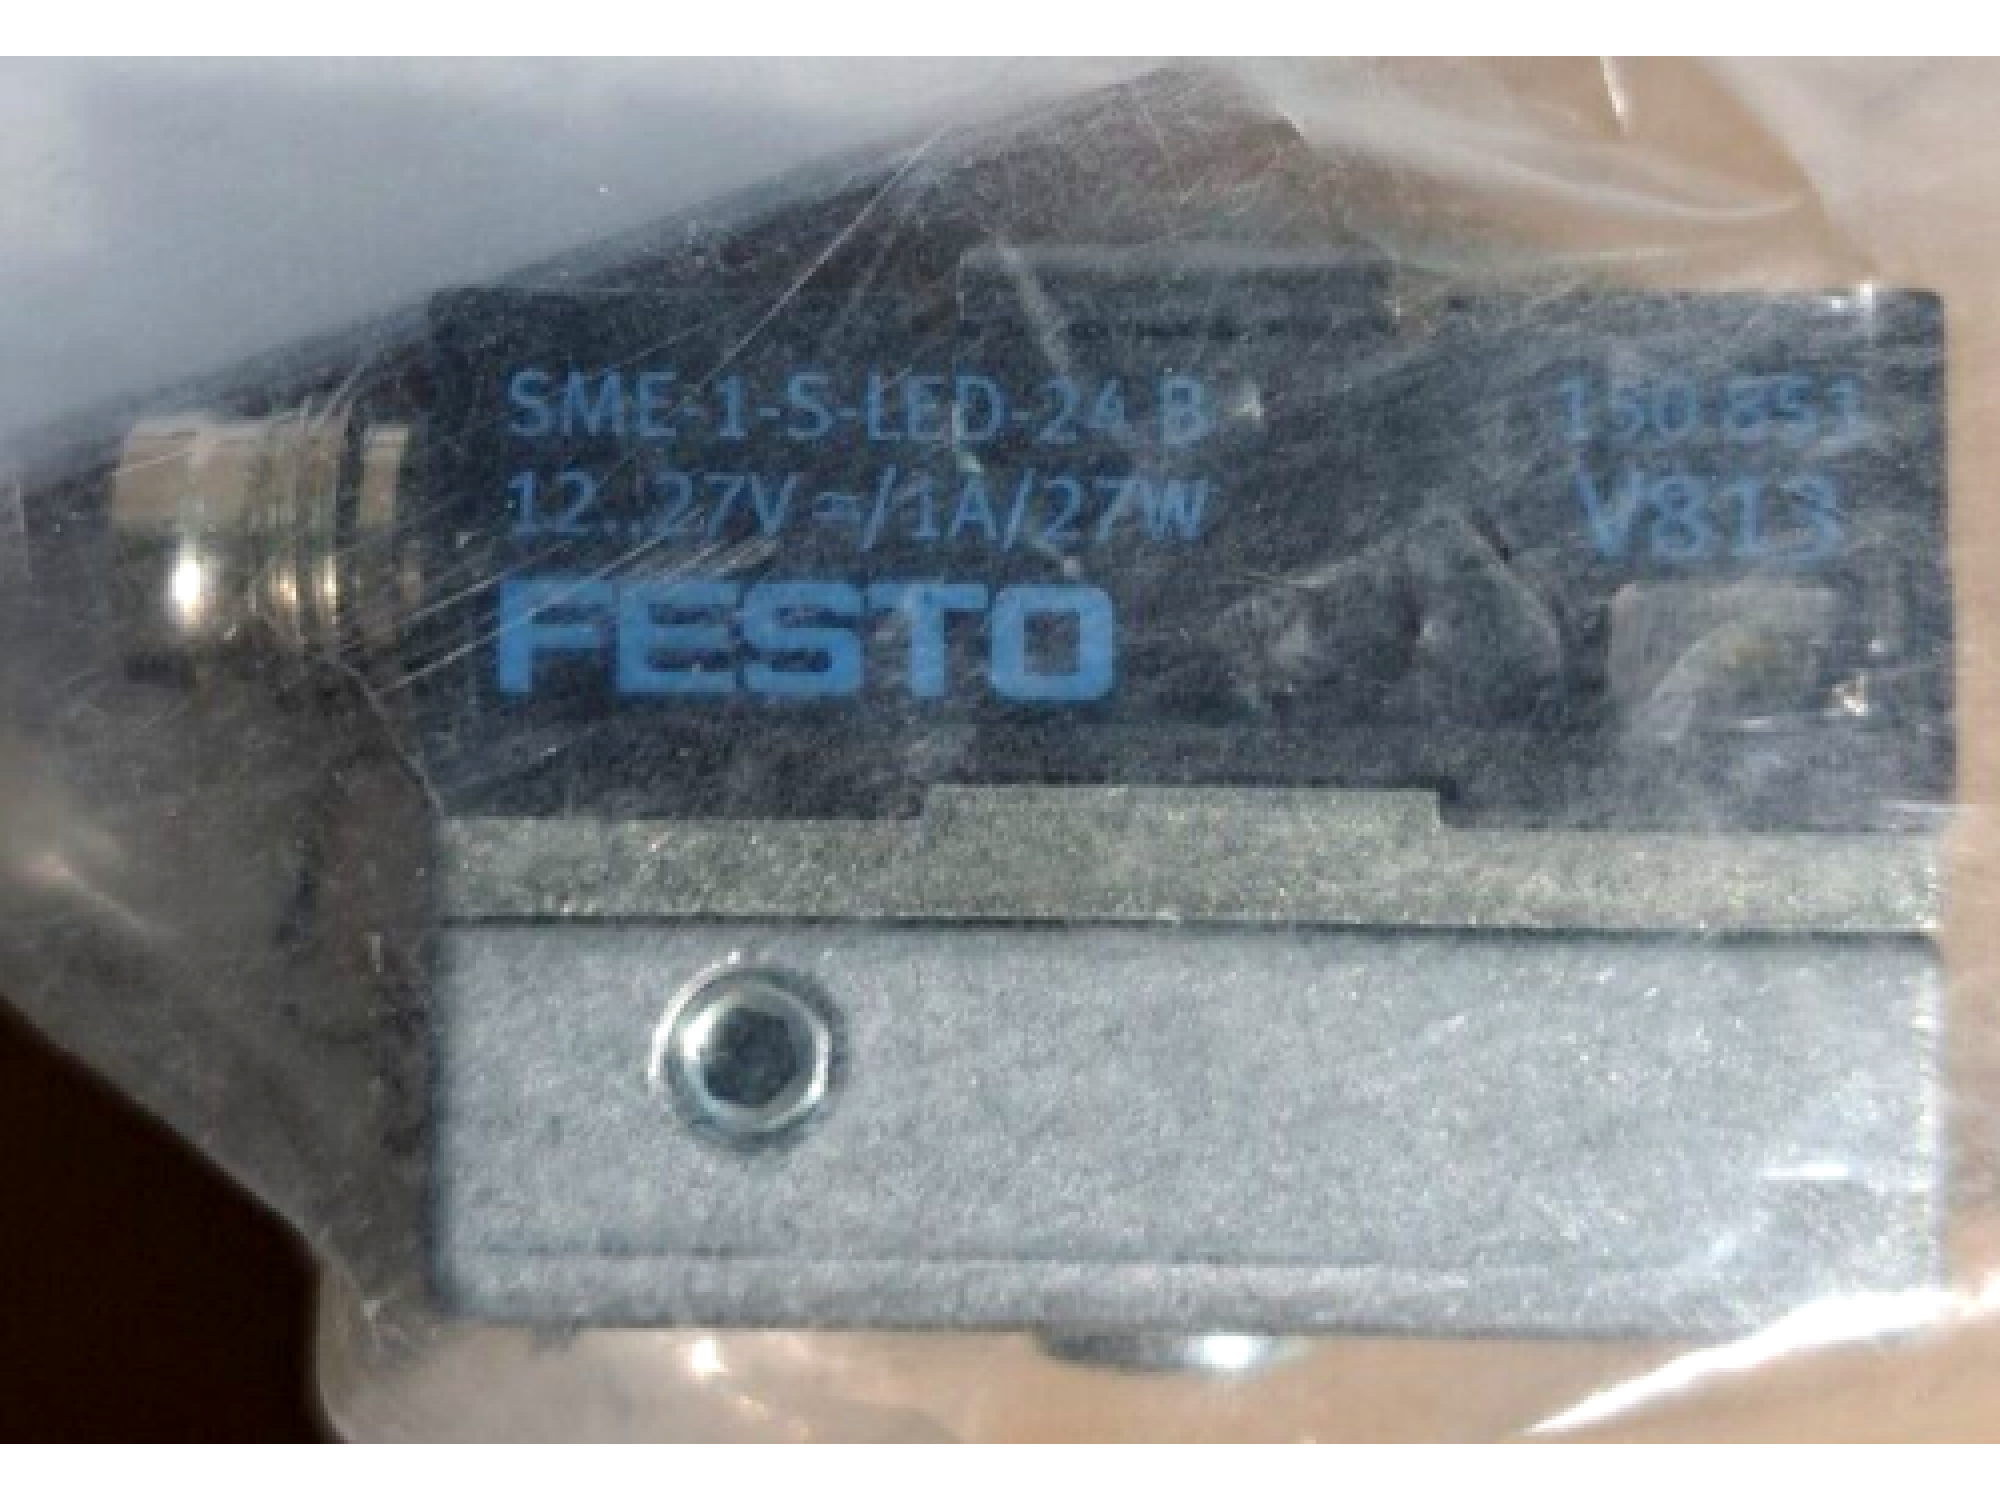 SME-1-S-LED-24 B 150 851
12..27V ≂/1A/27W V813
FESTO